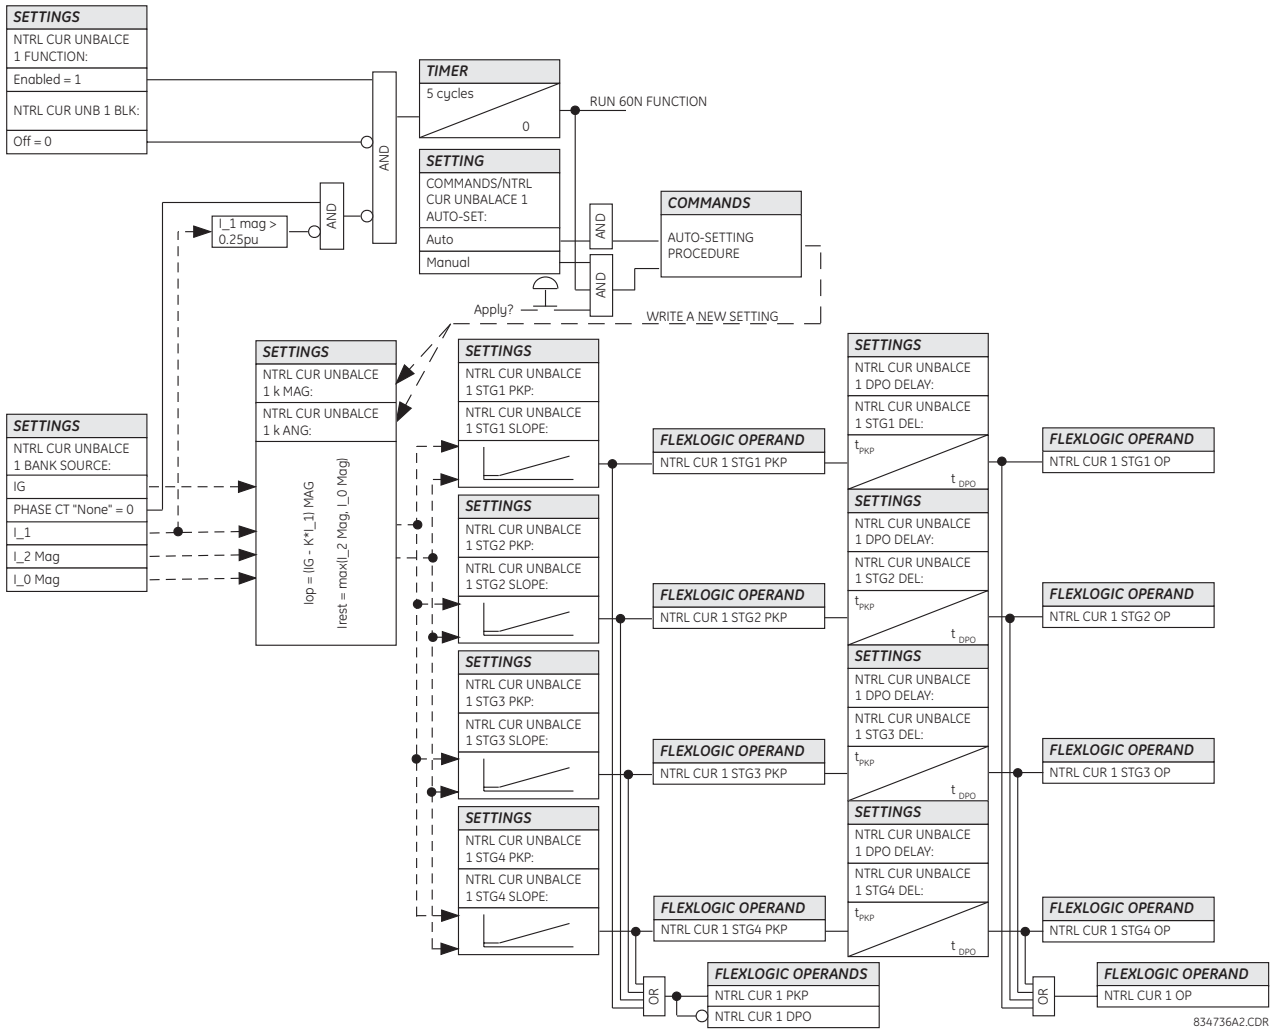 SETTINGS
NTRL CUR UNBALCE
1 FUNCTION:
Enabled = 1
NTRL CUR UNB 1 BLK:
Off = 0
AND
I_1 mag >
0.25pu
AND
TIMER
5 cycles
0
RUN 60N FUNCTION
SETTING
COMMANDS/NTRL
CUR UNBALACE 1
AUTO-SET:
Auto
Manual
AND
AND
Apply?
COMMANDS
AUTO-SETTING
PROCEDURE
WRITE A NEW SETTING
SETTINGS
NTRL CUR UNBALCE
1 BANK SOURCE:
IG
PHASE CT "None" = 0
I_1
I_2 Mag
I_0 Mag
SETTINGS
NTRL CUR UNBALCE
1 k MAG:
NTRL CUR UNBALCE
1 k ANG:
Iop = (IG - K*I_1) MAG
Irest = max(I_2 Mag, I_0 Mag)
SETTINGS
NTRL CUR UNBALCE
1 STG1 PKP:
NTRL CUR UNBALCE
1 STG1 SLOPE:
SETTINGS
NTRL CUR UNBALCE
1 STG2 PKP:
NTRL CUR UNBALCE
1 STG2 SLOPE:
SETTINGS
NTRL CUR UNBALCE
1 STG3 PKP:
NTRL CUR UNBALCE
1 STG3 SLOPE:
SETTINGS
NTRL CUR UNBALCE
1 STG4 PKP:
NTRL CUR UNBALCE
1 STG4 SLOPE:
FLEXLOGIC OPERAND
NTRL CUR 1 STG1 PKP
FLEXLOGIC OPERAND
NTRL CUR 1 STG2 PKP
FLEXLOGIC OPERAND
NTRL CUR 1 STG3 PKP
FLEXLOGIC OPERAND
NTRL CUR 1 STG4 PKP
OR
FLEXLOGIC OPERANDS
NTRL CUR 1 PKP
NTRL CUR 1 DPO
SETTINGS
NTRL CUR UNBALCE
1 DPO DELAY:
NTRL CUR UNBALCE
1 STG1 DEL:
tPKP
t DPO
SETTINGS
NTRL CUR UNBALCE
1 DPO DELAY:
NTRL CUR UNBALCE
1 STG2 DEL:
tPKP
t DPO
SETTINGS
NTRL CUR UNBALCE
1 DPO DELAY:
NTRL CUR UNBALCE
1 STG3 DEL:
tPKP
t DPO
SETTINGS
NTRL CUR UNBALCE
1 DPO DELAY:
NTRL CUR UNBALCE
1 STG4 DEL:
tPKP
t DPO
FLEXLOGIC OPERAND
NTRL CUR 1 STG1 OP
FLEXLOGIC OPERAND
NTRL CUR 1 STG2 OP
FLEXLOGIC OPERAND
NTRL CUR 1 STG3 OP
FLEXLOGIC OPERAND
NTRL CUR 1 STG4 OP
OR
FLEXLOGIC OPERAND
NTRL CUR 1 OP
834736A2.CDR